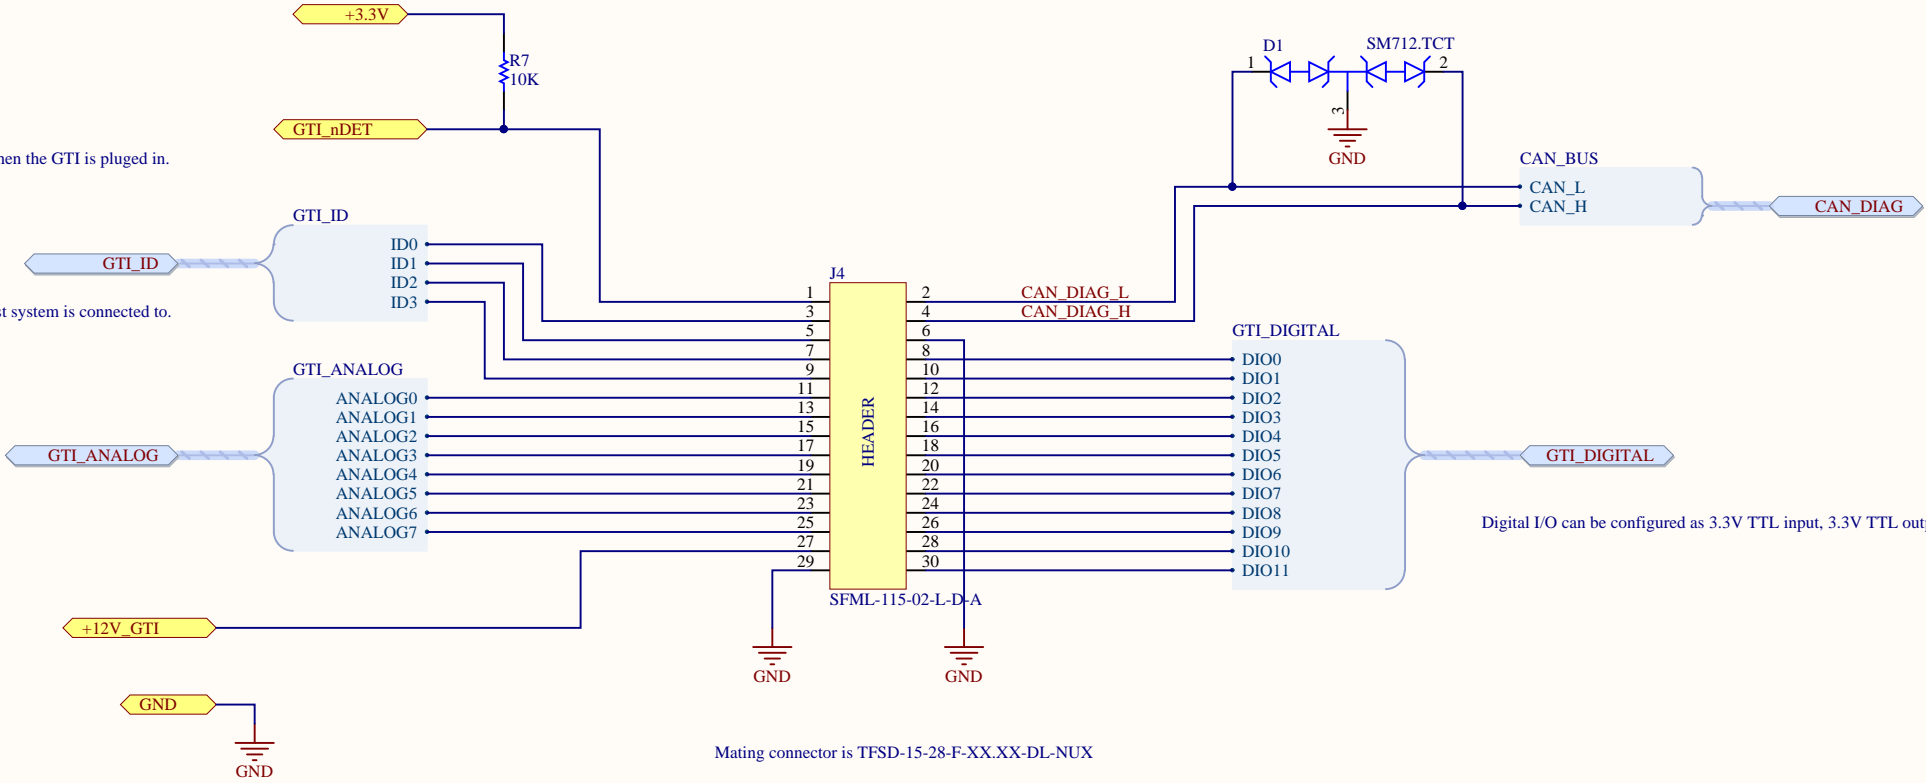 +3.3V
R7
10K
GTI_nDET
hen the GTI is pluged in.
D1
SM712.TCT
1
2
3
GND
CAN_BUS
CAN_L
CAN_H
CAN_DIAG
GTI_ID
GTI_ID
ID0
ID1
ID2
ID3
st system is connected to.
GTI_ANALOG
GTI_ANALOG
ANALOG0
ANALOG1
ANALOG2
ANALOG3
ANALOG4
ANALOG5
ANALOG6
ANALOG7
J4
HEADER
1
3
5
7
9
11
13
15
17
19
21
23
25
27
29
2
4
6
8
10
12
14
16
18
20
22
24
26
28
30
SFML-115-02-L-D-A
CAN_DIAG_L
CAN_DIAG_H
GTI_DIGITAL
DIO0
DIO1
DIO2
DIO3
DIO4
DIO5
DIO6
DIO7
DIO8
DIO9
DIO10
DIO11
GTI_DIGITAL
Digital I/O can be configured as 3.3V TTL input, 3.3V TTL out
+12V_GTI
GND
GND
GND
GND
Mating connector is TFSD-15-28-F-XX.XX-DL-NUX